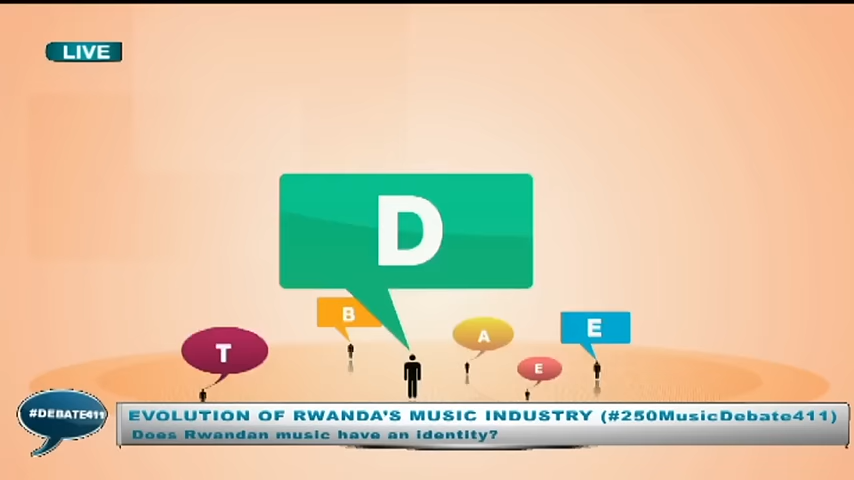 LIVE
D
B
T
A
E
E
#DEBATE411
EVOLUTION OF RWANDA'S MUSIC INDUSTRY (#250MusicDebate411)
Does Rwandan music have an identity?